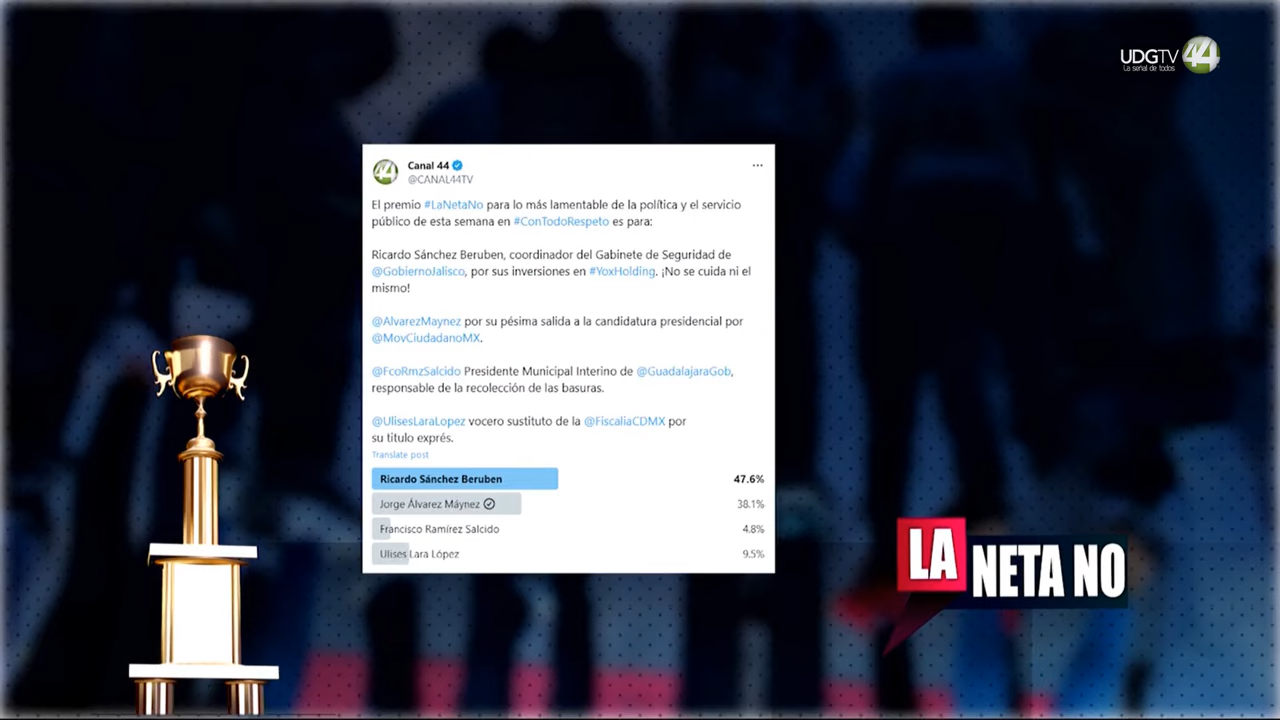 UDGTV 44
La señal de todos
Canal 44
@CANAL44TV
El premio #LaNetaNo para lo más lamentable de la política y el servicio
público de esta semana en #ConTodoRespeto es para:
Ricardo Sánchez Beruben, coordinador del Gabinete de Seguridad de
@GobiernoJalisco, por sus inversiones en #YoxHolding. ¡No se cuida ni el
mismo!
@AlvarezMaynez por su pésima salida a la candidatura presidencial por
@MovCiudadanoMX.
@FcoRmzSalcido Presidente Municipal Interino de @GuadalajaraGob,
responsable de la recolección de las basuras.
@UlisesLaraLopez vocero sustituto de la @FiscaliaCDMX por
su titulo exprés.
Translate post
Ricardo Sánchez Beruben 47.6%
Jorge Álvarez Máynez 38.1%
Francisco Ramírez Salcido 4.8%
Ulises Lara López 9.5%
LA NETA NO